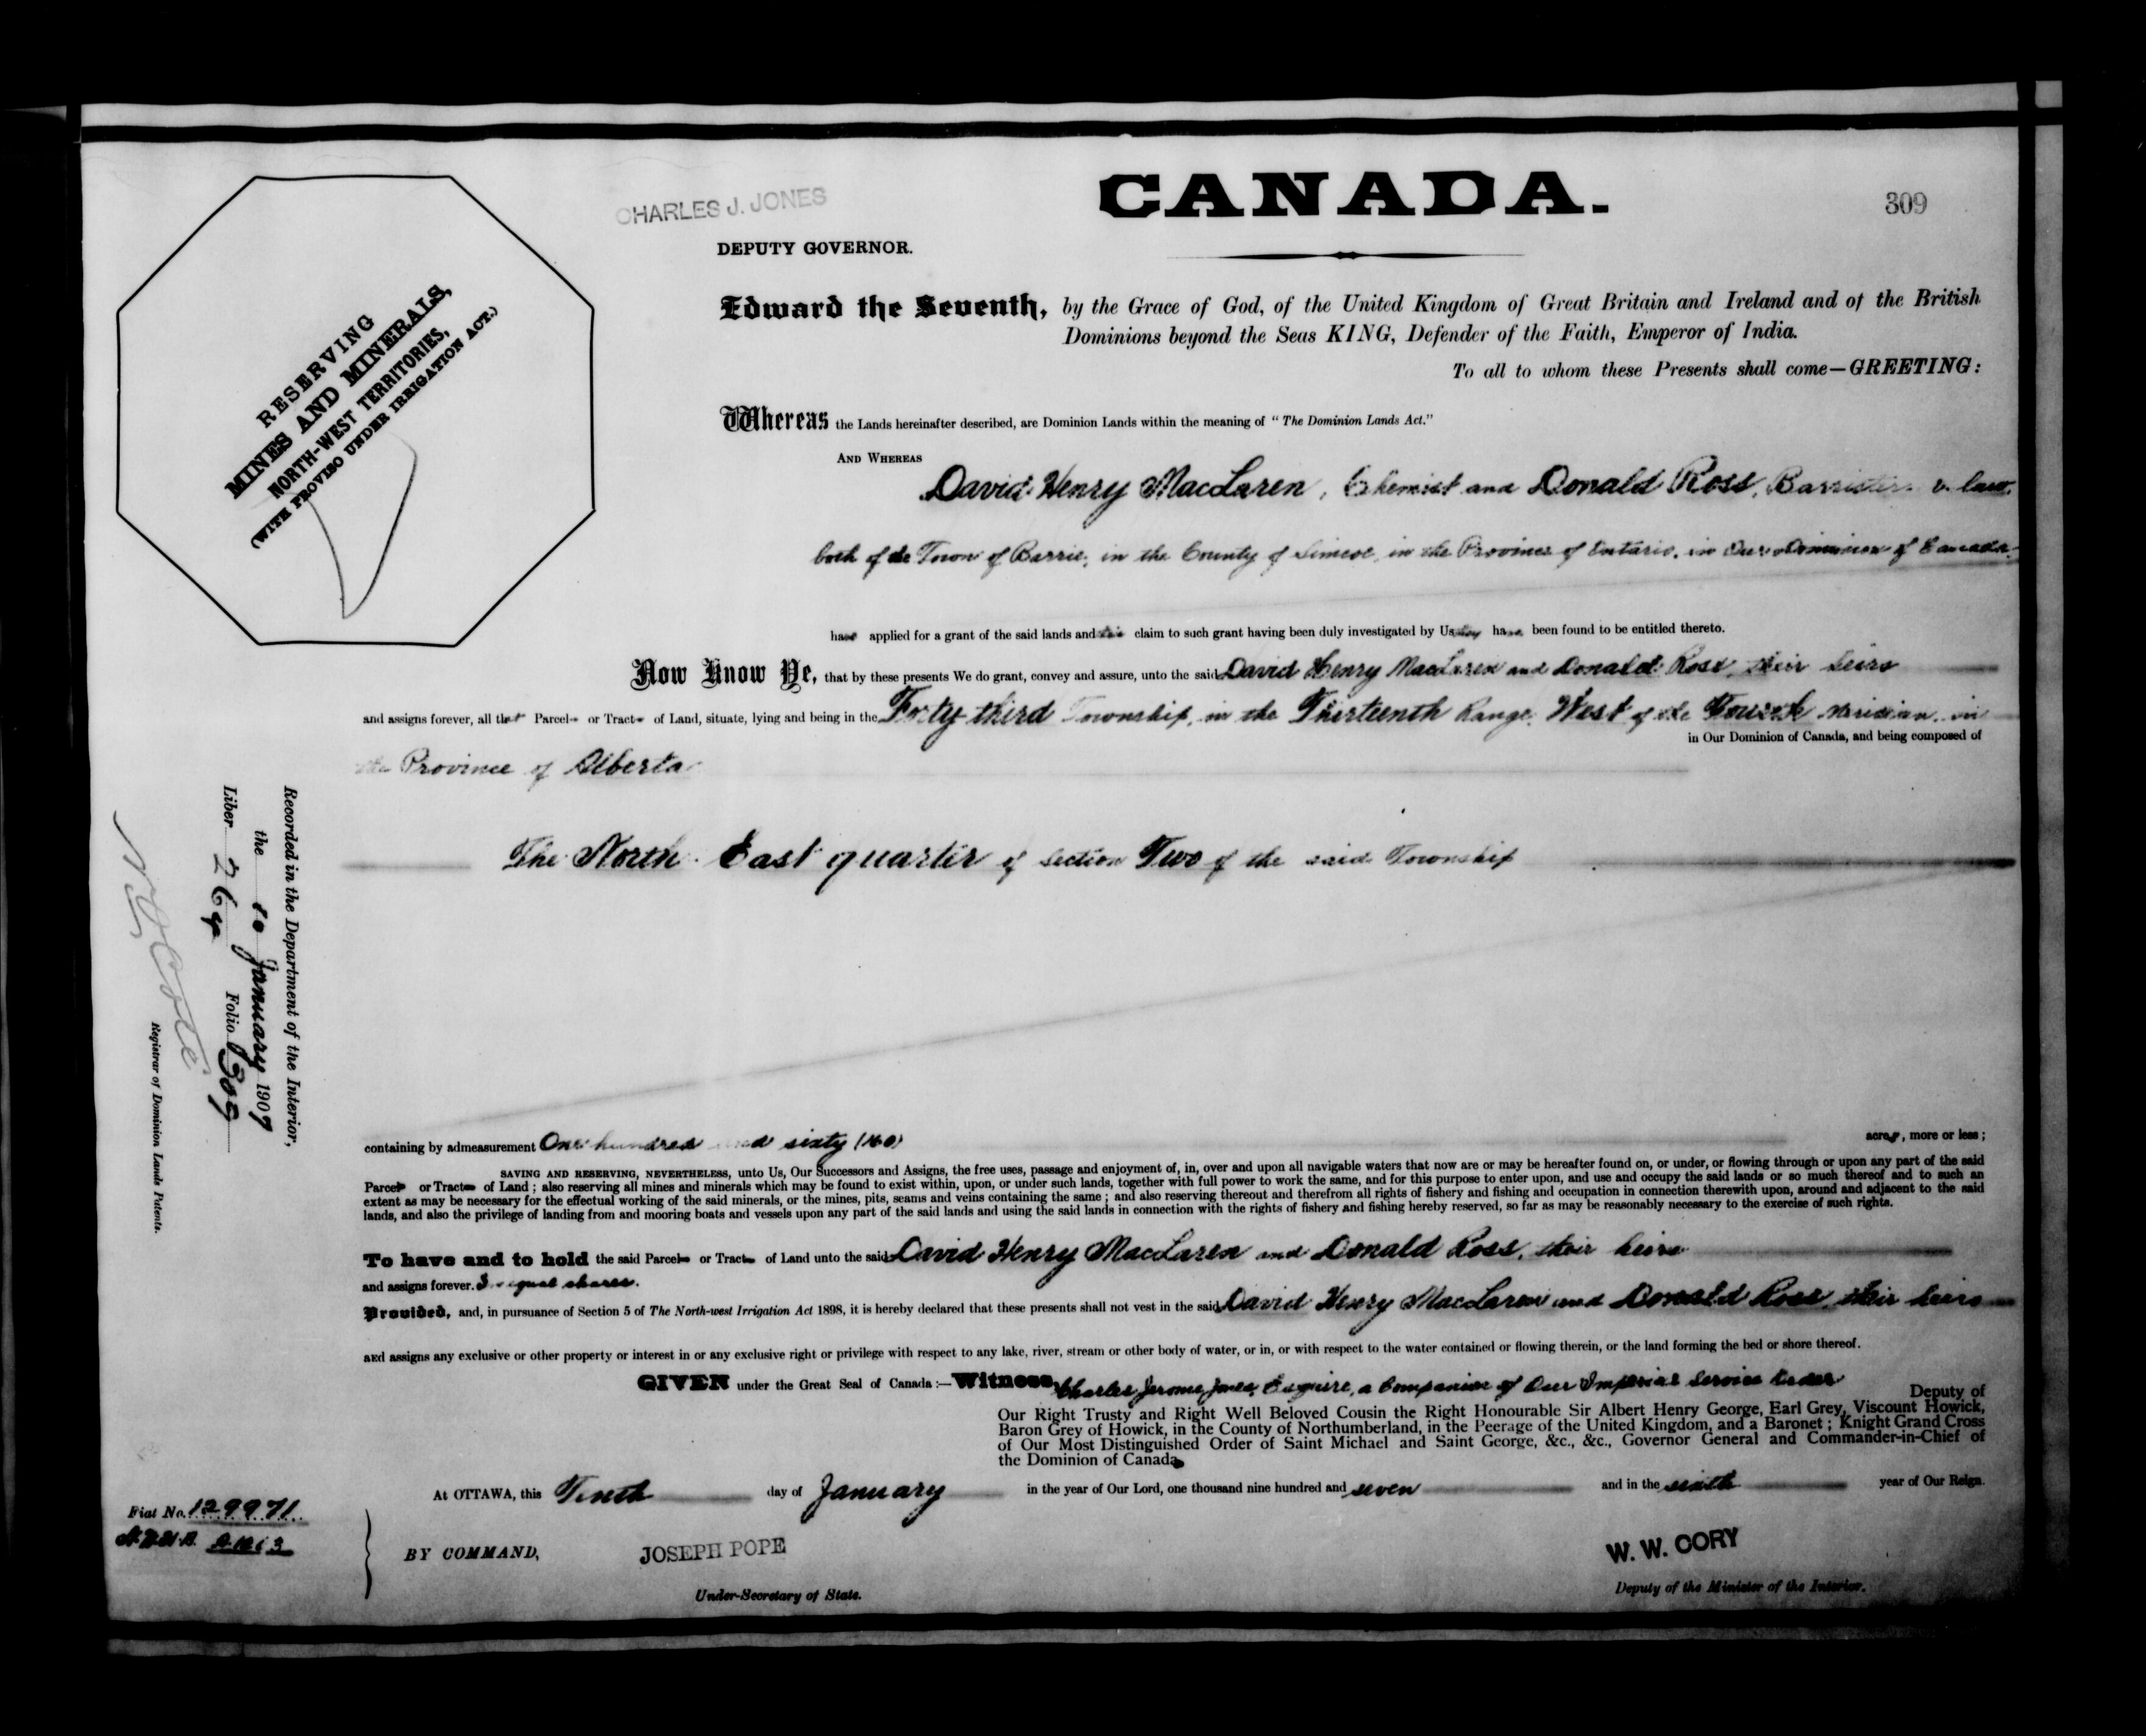 CHARLES J. JONES
CANADA.
309
DEPUTY GOVERNOR.
RESERVING
MINES AND MINERALS,
NORTH-WEST TERRITORIES,
(WITH PROVISO UNDER IRRIGATION ACT.)
Edward the Seventh, by the Grace of God, of the United Kingdom of Great Britain and Ireland and of the British
Dominions beyond the Seas KING, Defender of the Faith, Emperor of India.
To all to whom these Presents shall come—GREETING:
Whereas the Lands hereinafter described, are Dominion Lands within the meaning of "The Dominion Lands Act."
AND WHEREAS
David Henry MacLaren, Chemist and Donald Ross, Barrister law,
both of the Town of Barrie, in the County of Simcoe, in the Province of Ontario, in Our Dominion of Canada
have applied for a grant of the said lands and claim to such grant having been duly investigated by Us they have been found to be entitled thereto.
Now Know Ye, that by these presents We do grant, convey and assure, unto the said David Henry MacLaren and Donald Ross, their heirs
and assigns forever, all that Parcel or Tract of Land, situate, lying and being in the Forty third Township, in the Thirteenth Range, West of the Fourth Meridian, in
in Our Dominion of Canada, and being composed of
the Province of Alberta
The North East quarter of Section Two of the said Township
containing by admeasurement One hundred and sixty (160) acres, more or less;
SAVING AND RESERVING, NEVERTHELESS, unto Us, Our Successors and Assigns, the free uses, passage and enjoyment of, in, over and upon all navigable waters that now are or may be hereafter found on, or under, or flowing through or upon any part of the said
Parcel or Tract of Land; also reserving all mines and minerals which may be found to exist within, upon, or under such lands, together with full power to work the same, and for this purpose to enter upon, and use and occupy the said lands or so much thereof and to such an
extent as may be necessary for the effectual working of the said minerals, or the mines, pits, seams and veins containing the same; and also reserving thereout and therefrom all rights of fishery and fishing and occupation in connection therewith upon, around and adjacent to the said
lands, and also the privilege of landing from and mooring boats and vessels upon any part of the said lands and using the said lands in connection with the rights of fishery and fishing hereby reserved, so far as may be reasonably necessary to the exercise of such rights.
To have and to hold the said Parcel or Tract of Land unto the said David Henry MacLaren and Donald Ross, their heirs
and assigns forever. In equal shares.
Provided, and, in pursuance of Section 5 of The North-west Irrigation Act 1898, it is hereby declared that these presents shall not vest in the said David Henry MacLaren and Donald Ross, their heirs
and assigns any exclusive or other property or interest in or any exclusive right or privilege with respect to any lake, river, stream or other body of water, or in, or with respect to the water contained or flowing therein, or the land forming the bed or shore thereof.
GIVEN under the Great Seal of Canada:—Witness Charles Jerome Jones, Esquire, a Companion of Our Imperial Service Order Deputy of
Our Right Trusty and Right Well Beloved Cousin the Right Honourable Sir Albert Henry George, Earl Grey, Viscount Howick,
Baron Grey of Howick, in the County of Northumberland, in the Peerage of the United Kingdom, and a Baronet; Knight Grand Cross
of Our Most Distinguished Order of Saint Michael and Saint George, &c., &c., Governor General and Commander-in-Chief of
the Dominion of Canada
At OTTAWA, this Tenth day of January in the year of Our Lord, one thousand nine hundred and seven and in the sixth year of Our Reign.
BY COMMAND,
JOSEPH POPE
Under-Secretary of State.
W. W. CORY
Deputy of the Minister of the Interior.
Recorded in the Department of the Interior,
the 10 January 1907
Liber 264 Folio 309
N O Coté
Registrar of Dominion Lands Patents.
Fiat No. 129971